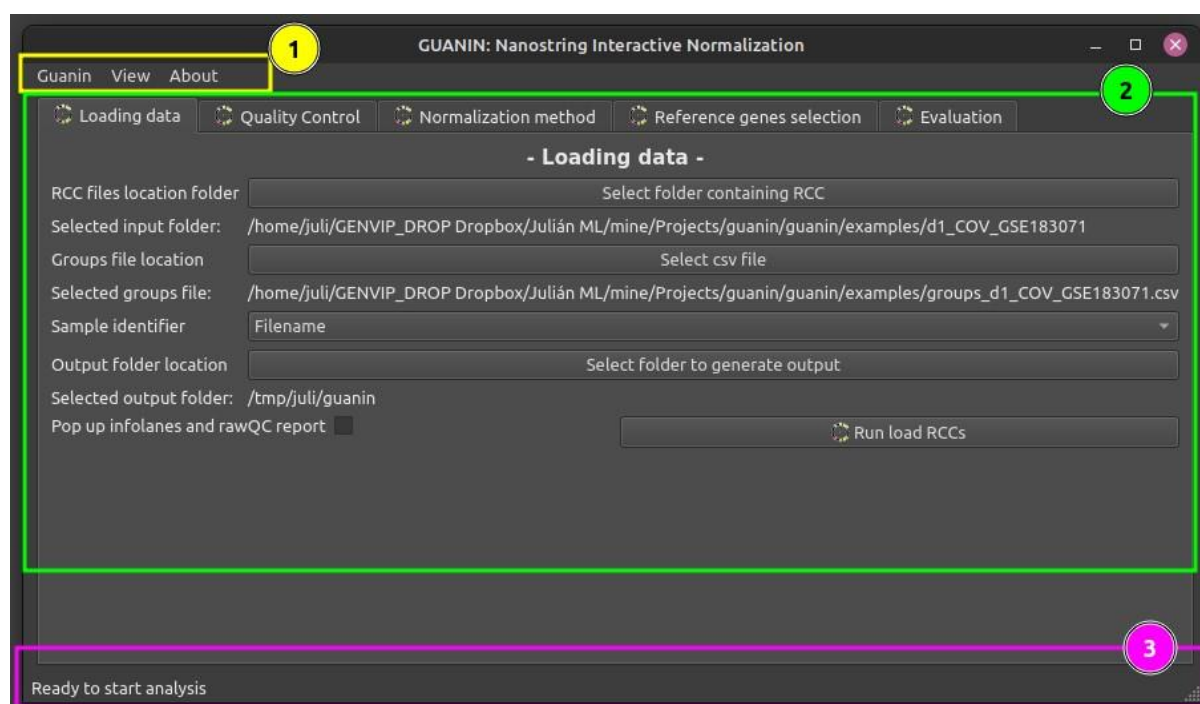 1
GUANIN: Nanostring Interactive Normalization
Guanin View About
2
Loading data Quality Control Normalization method Reference genes selection Evaluation
- Loading data -
RCC files location folder Select folder containing RCC
Selected input folder: /home/juli/GENVIP_DROP Dropbox/Julián ML/mine/Projects/guanin/guanin/examples/d1_COV_GSE183071
Groups file location Select csv file
Selected groups file: /home/juli/GENVIP_DROP Dropbox/Julián ML/mine/Projects/guanin/guanin/examples/groups_d1_COV_GSE183071.csv
Sample identifier Filename
Output folder location Select folder to generate output
Selected output folder: /tmp/juli/guanin
Pop up infolanes and rawQC report Run load RCCs
3
Ready to start analysis